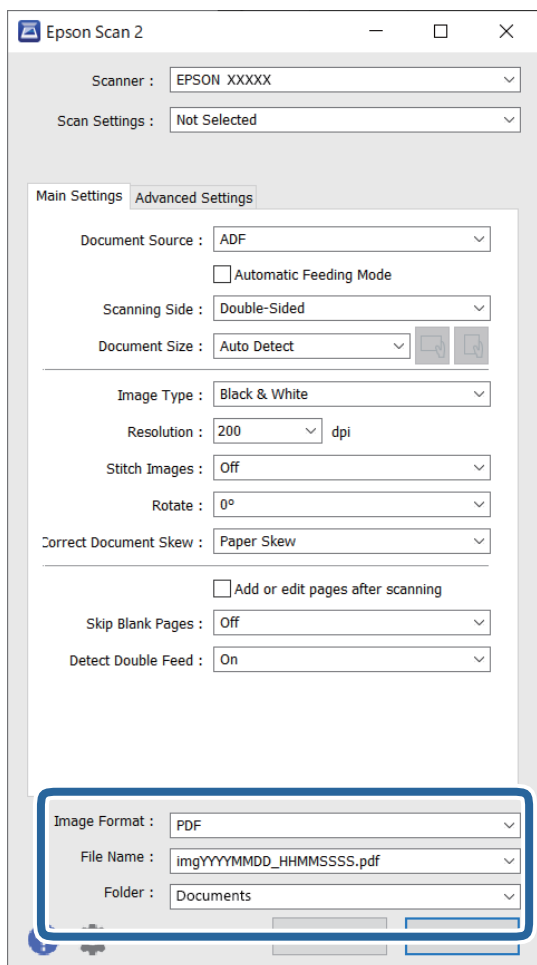 Epson Scan 2
Scanner : EPSON XXXXX
Scan Settings : Not Selected
Main Settings Advanced Settings
Document Source : ADF
Automatic Feeding Mode
Scanning Side : Double-Sided
Document Size : Auto Detect
Image Type : Black & White
Resolution : 200 dpi
Stitch Images : Off
Rotate : 0°
Correct Document Skew : Paper Skew
Add or edit pages after scanning
Skip Blank Pages : Off
Detect Double Feed : On
Image Format : PDF
File Name : imgYYYYMMDD_HHMMSSSS.pdf
Folder : Documents